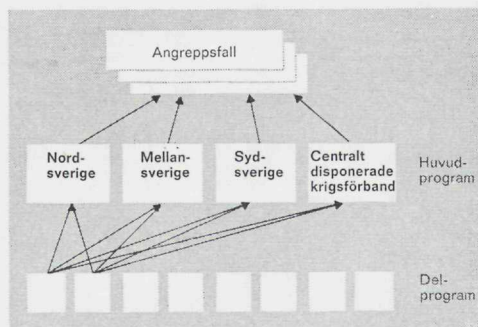 Angreppsfall
Nord-
sverige
Mellan-
sverige
Syd-
sverige
Centralt
disponerade
krigsförband
Huvud-
program
Del-
program